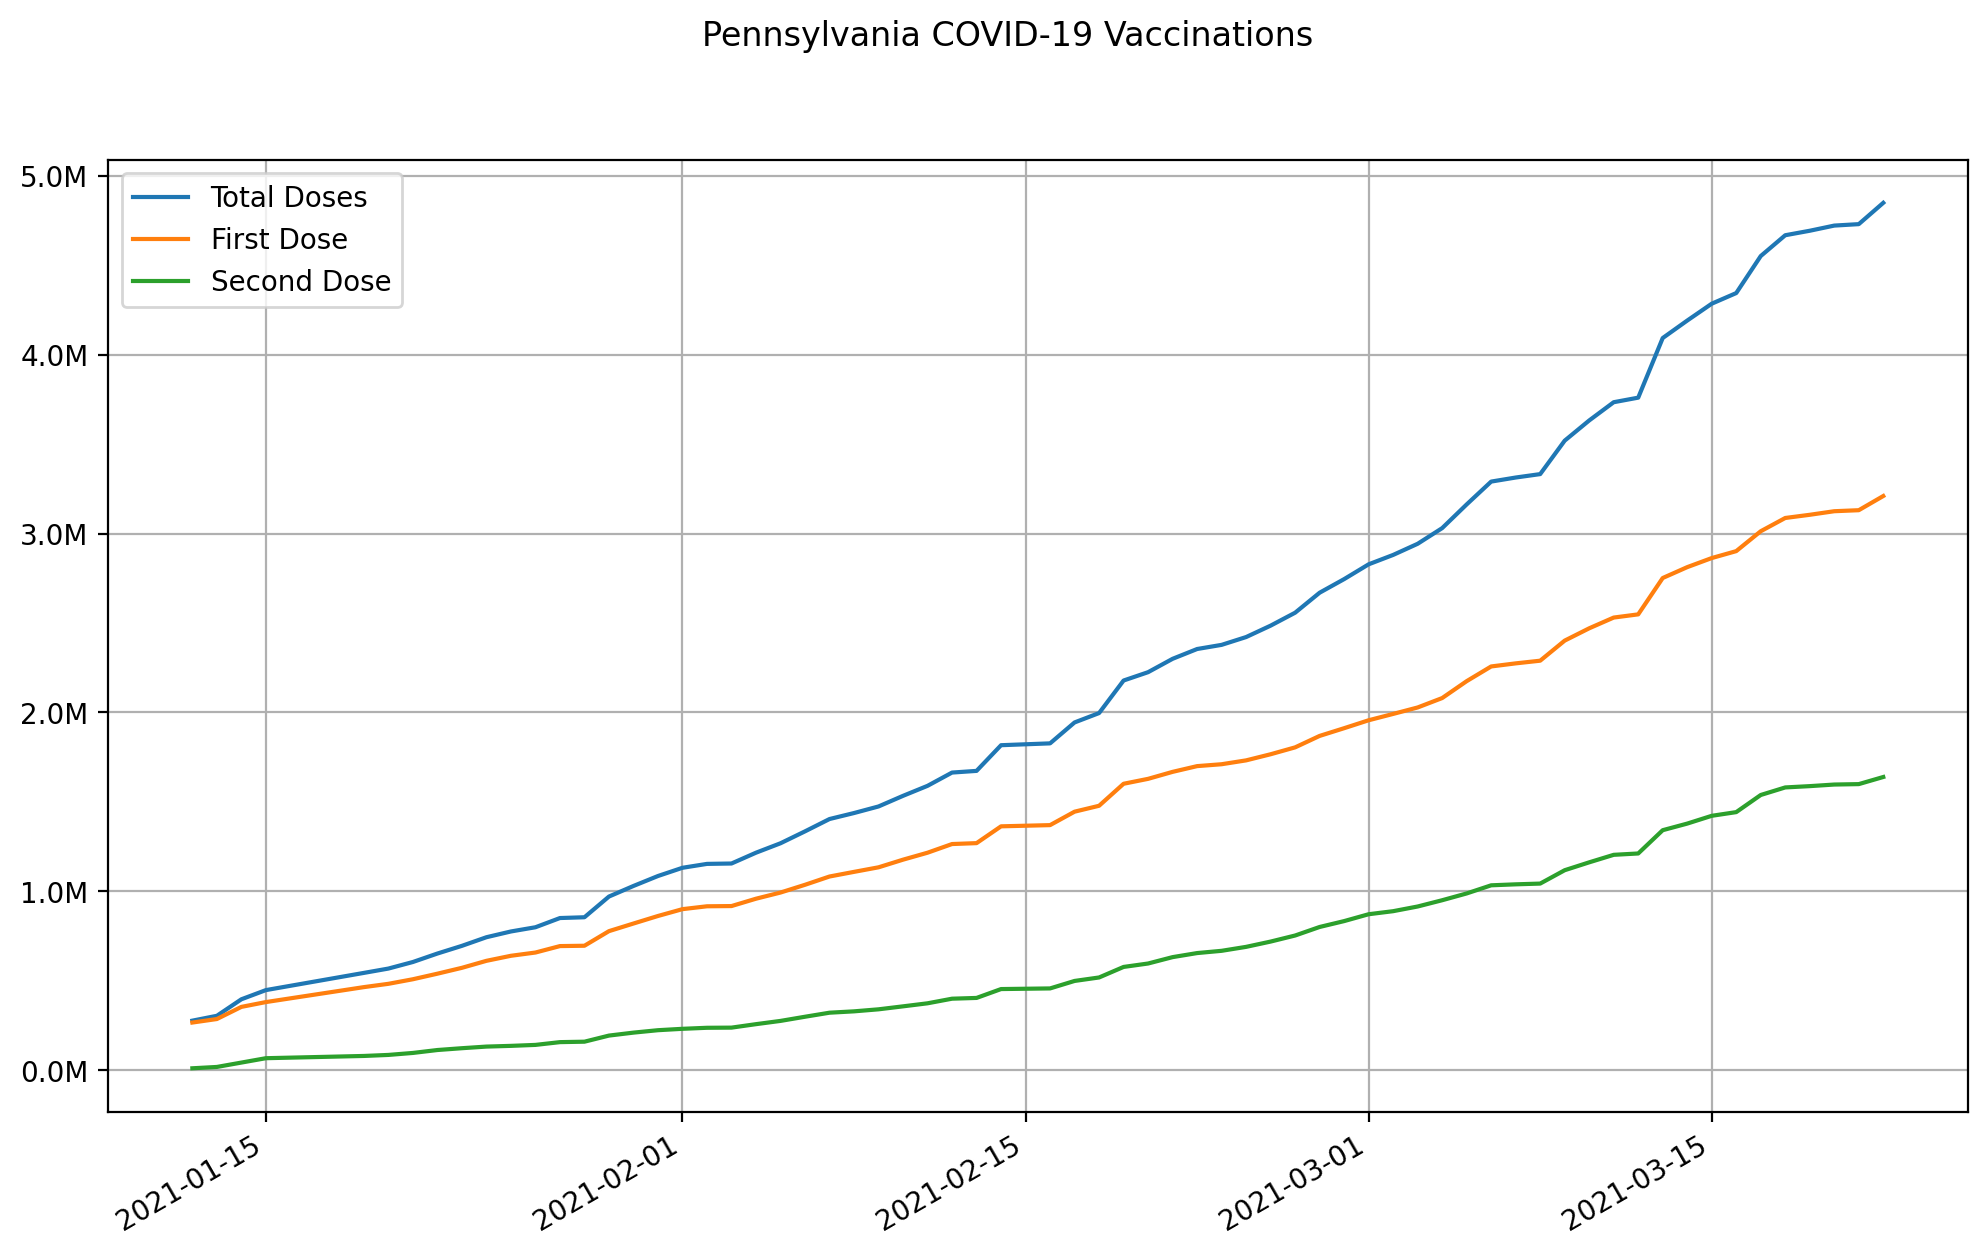 Pennsylvania COVID-19 Vaccinations
5.0M
4.0M
3.0M
2.0M
1.0M
0.0M
Total Doses
First Dose
Second Dose
2021-01-15
2021-02-01
2021-02-15
2021-03-01
2021-03-15